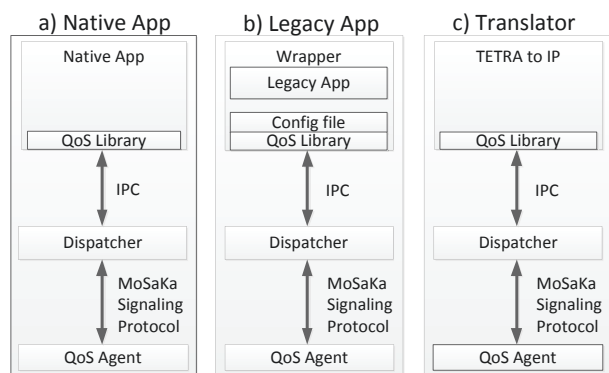 a) Native App
Native App
QoS Library
IPC
Dispatcher
MoSaKa
Signaling
Protocol
QoS Agent
b) Legacy App
Wrapper
Legacy App
Config file
QoS Library
IPC
Dispatcher
MoSaKa
Signaling
Protocol
QoS Agent
c) Translator
TETRA to IP
QoS Library
IPC
Dispatcher
MoSaKa
Signaling
Protocol
QoS Agent